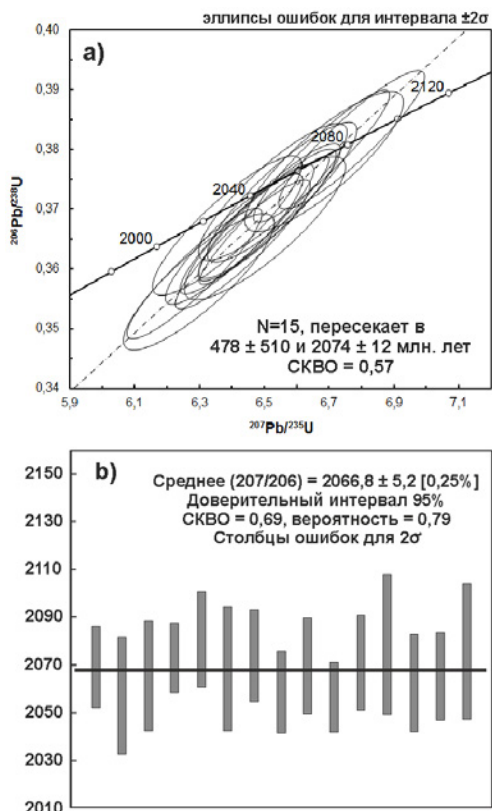 эллипсы ошибок для интервала ±2σ
0,40
a)
2120
0,39
2080
0,38
2040
0,37
2000
0,36
0,35
0,34
²⁰⁶Pb/²³⁸U
N=15, пересекает в
478 ± 510 и 2074 ± 12 млн. лет
СКВО = 0,57
5,9 6,1 6,3 6,5 6,7 6,9 7,1
²⁰⁷Pb/²³⁵U
b)
Среднее (207/206) = 2066,8 ± 5,2 [0,25%]
Доверительный интервал 95%
СКВО = 0,69, вероятность = 0,79
Столбцы ошибок для 2σ
2150
2130
2110
2090
2070
2050
2030
2010